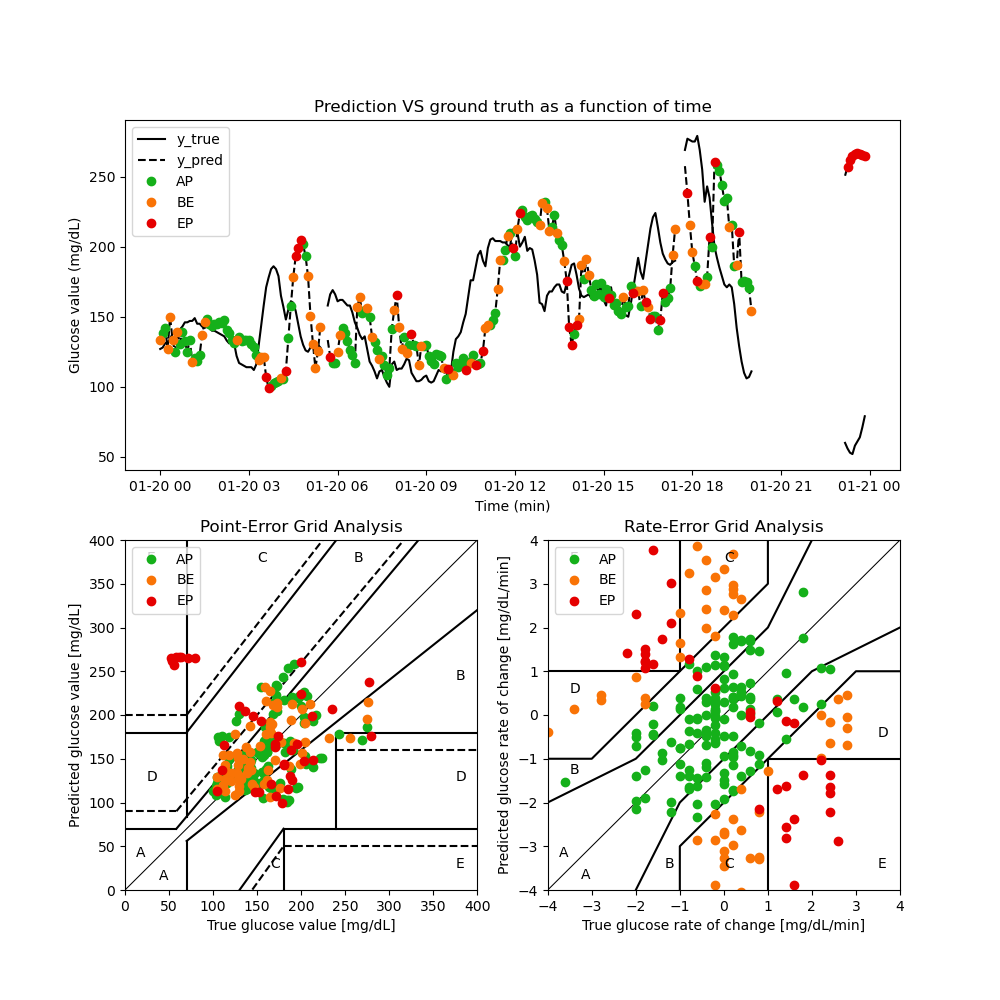 Prediction VS ground truth as a function of time
Glucose value (mg/dL)
y_true
y_pred
AP
BE
EP
250
200
150
100
50
01-20 00 01-20 03 01-20 06 01-20 09 01-20 12 01-20 15 01-20 18 01-20 21 01-21 00
Time (min)
Point-Error Grid Analysis
Predicted glucose value [mg/dL]
400
350
300
250
200
150
100
50
0
AP
BE
EP
C
B
B
D
D
A
A
C
E
0 50 100 150 200 250 300 350 400
True glucose value [mg/dL]
Rate-Error Grid Analysis
Predicted glucose rate of change [mg/dL/min]
4
3
2
1
0
−1
−2
−3
−4
AP
BE
EP
C
D
D
B
A
A
B
C
E
−4 −3 −2 −1 0 1 2 3 4
True glucose rate of change [mg/dL/min]